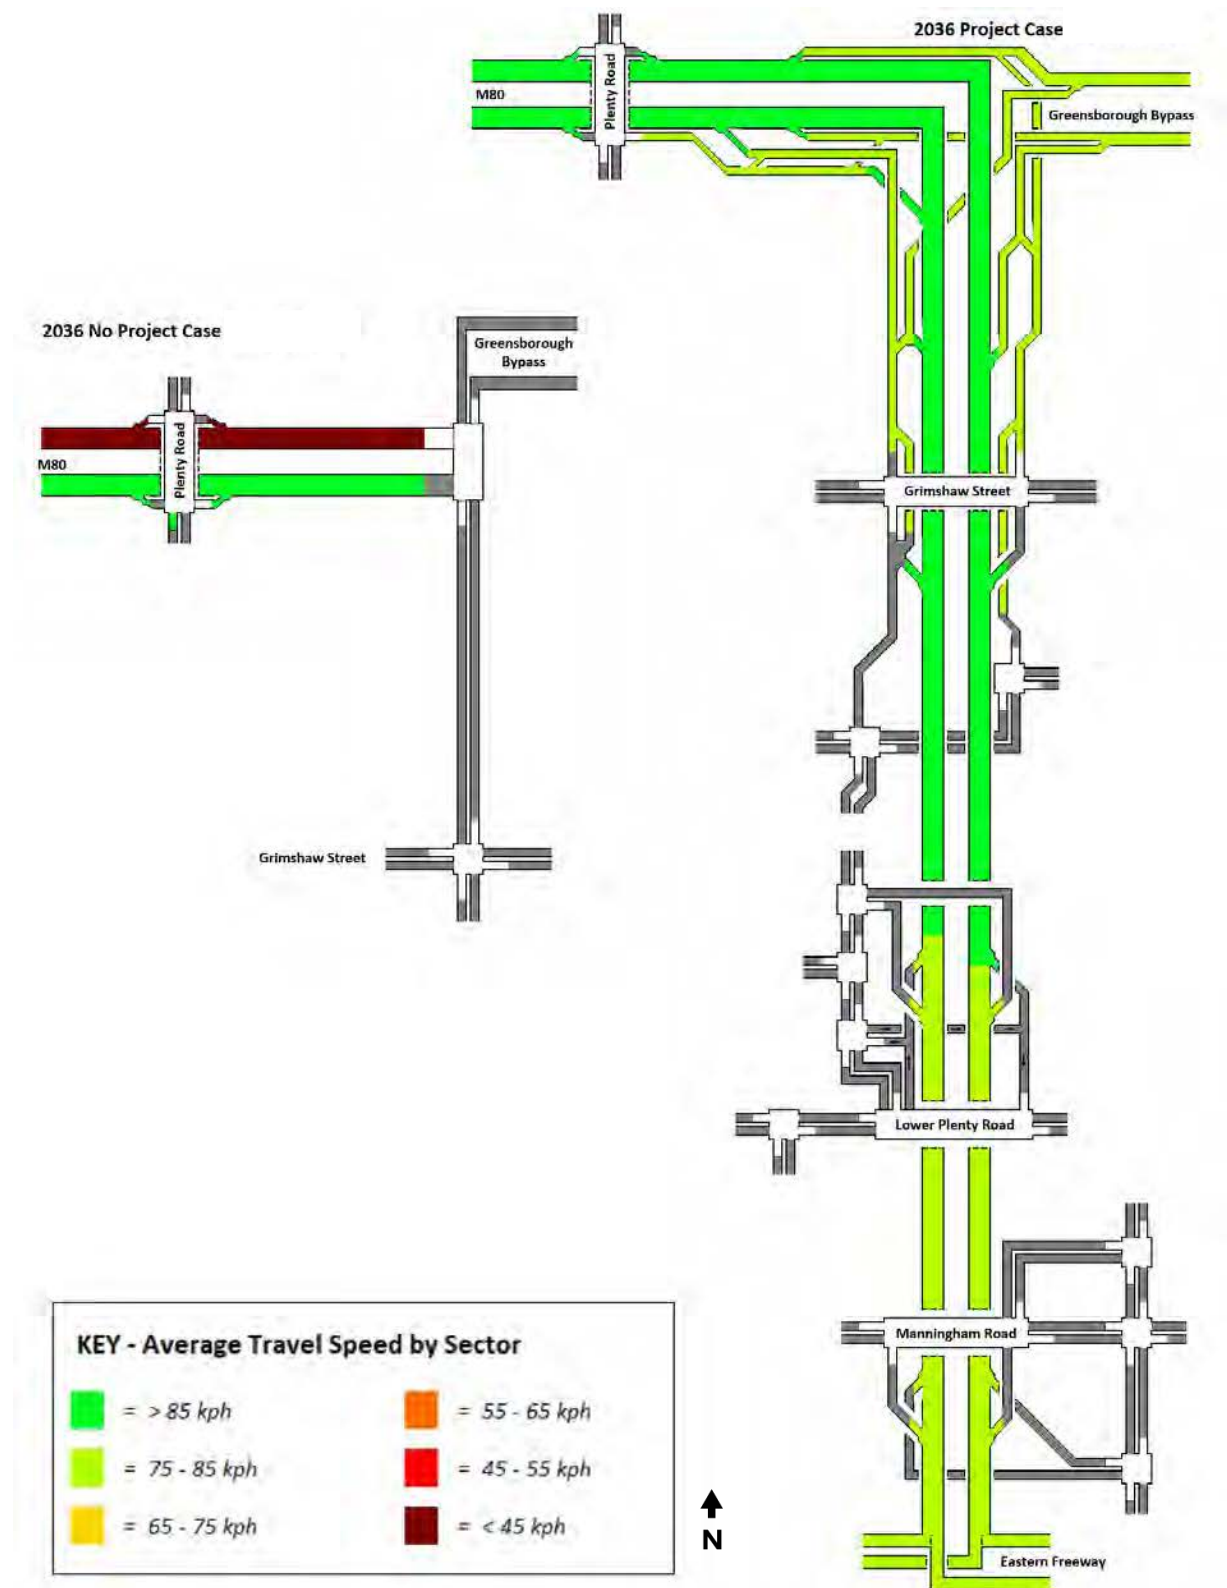 2036 Project Case
Plenty Road
M80
Greensborough Bypass
2036 No Project Case
Greensborough
Bypass
Plenty Road
M80
Grimshaw Street
Grimshaw Street
Lower Plenty Road
Manningham Road
KEY - Average Travel Speed by Sector
= > 85 kph
= 55 - 65 kph
= 75 - 85 kph
= 45 - 55 kph
= 65 - 75 kph
= < 45 kph
N
Eastern Freeway